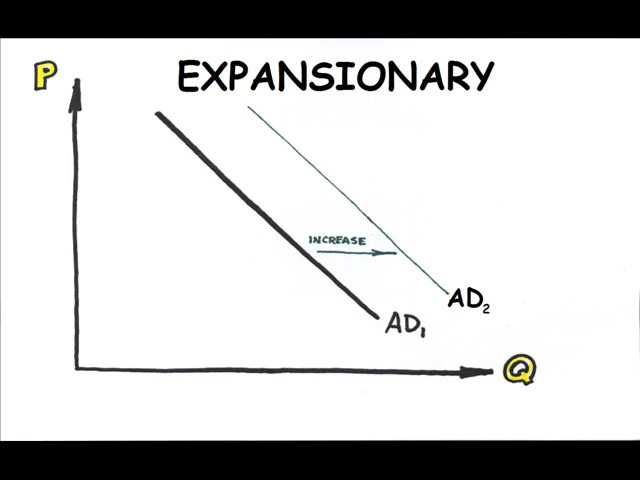 P
EXPANSIONARY
INCREASE
AD₂
AD₁
Q